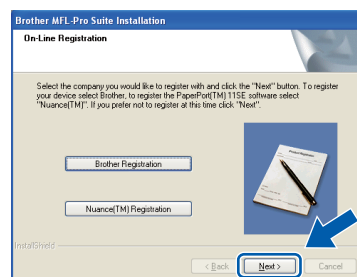 Brother MFL-Pro Suite Installation
On-Line Registration
Select the company you would like to register with and click the "Next" button. To register
your device select Brother, to register the PaperPort(TM) 11SE software select
"Nuance(TM)". If you prefer not to register at this time click "Next".
Brother Registration
Nuance(TM) Registration
InstallShield
< Back
Next >
Cancel